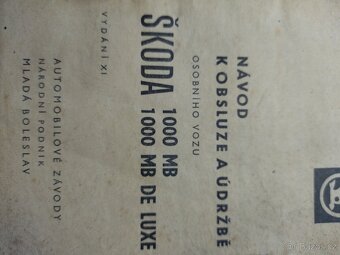 NÁVOD
K OBSLUZE A ÚDRŽBĚ
OSOBNÍHO VOZU
ŠKODA 1000 MB
1000 MB DE LUXE
VYDÁNÍ XI
AUTOMOBILOVÉ ZÁVODY
NÁRODNÍ PODNIK
MLADÁ BOLESLAV